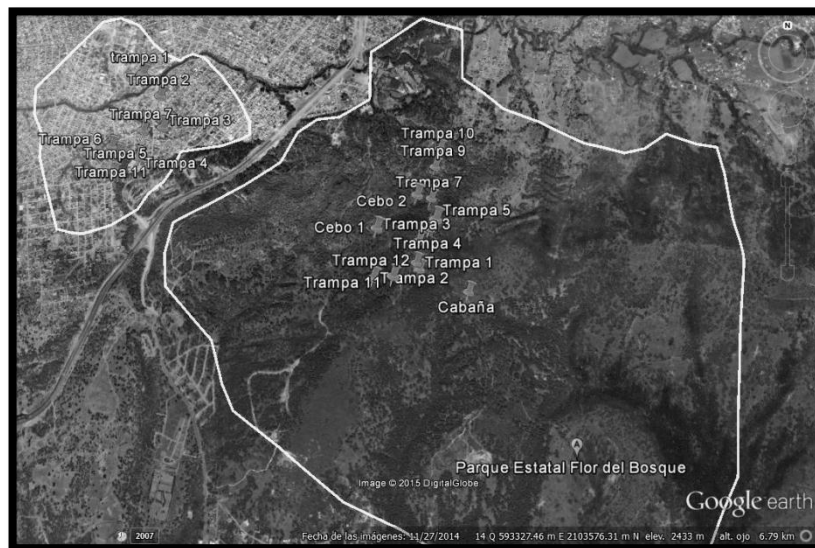 N
trampa 1
Trampa 2
Trampa 7
Trampa 3
Trampa 6
Trampa 5
Trampa 4
Trampa 11
Trampa 10
Trampa 9
Trampa 7
Cebo 2
Trampa 5
Cebo 1
Trampa 3
Trampa 4
Trampa 12
Trampa 1
Trampa 11
Trampa 2
Cabaña
A
Parque Estatal Flor del Bosque
Image © 2015 DigitalGlobe
Google earth
2007
Fecha de las imágenes: 11/27/2014 14 Q 593327.46 m E 2103576.31 m N elev. 2433 m alt. ojo 6.79 km